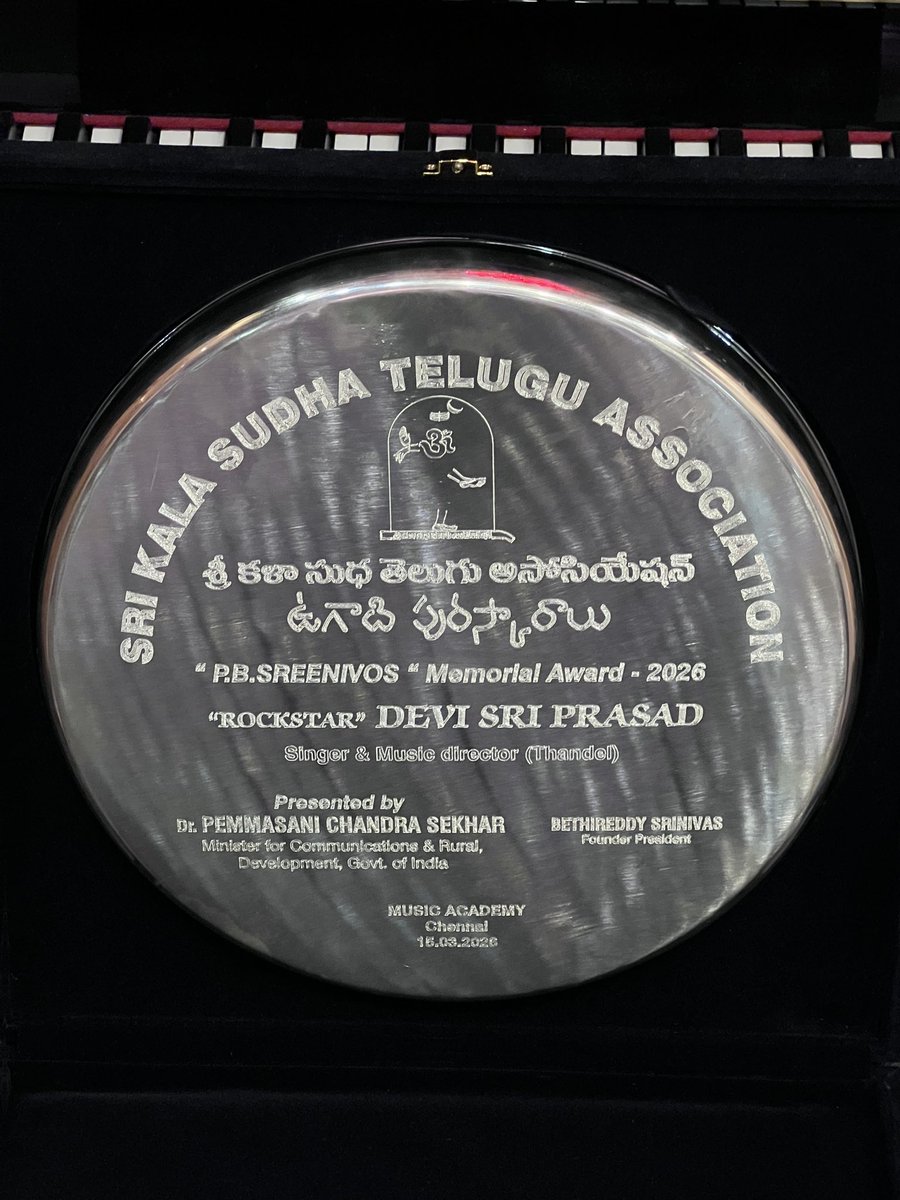 SRI KALA SUDHA TELUGU ASSOCIATION
శ్రీ కళా సుధ తెలుగు అసోసియేషన్
ఉగాది పురస్కారాలు
“ P.B.SREENIVOS “ Memorial Award - 2026
“ROCKSTAR” DEVI SRI PRASAD
Singer & Music director (Thandel)
Presented by
Dr. PEMMASANI CHANDRA SEKHAR
Minister for Communications & Rural,
Development, Govt. of India
BETHIREDDY SRINIVAS
Founder President
MUSIC ACADEMY
Chennai
15.03.2026